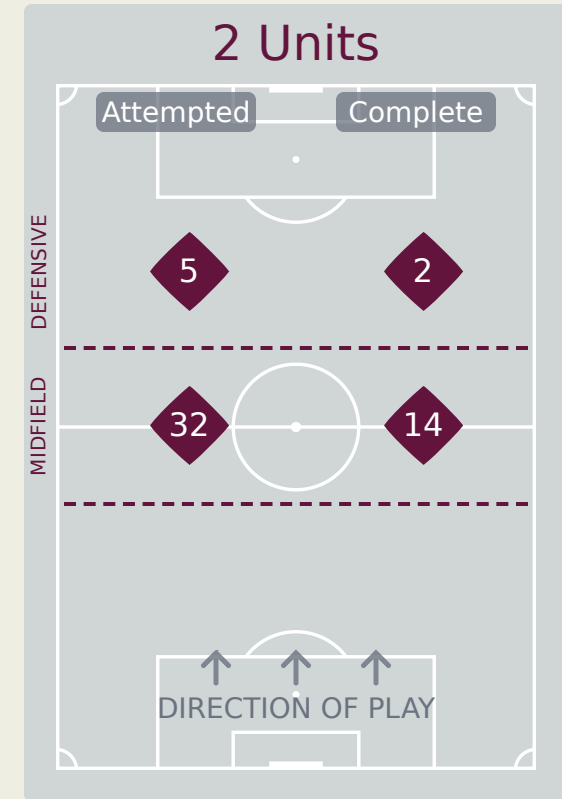 2 Units
Attempted Complete
DEFENSIVE
5 2
MIDFIELD
32 14
DIRECTION OF PLAY